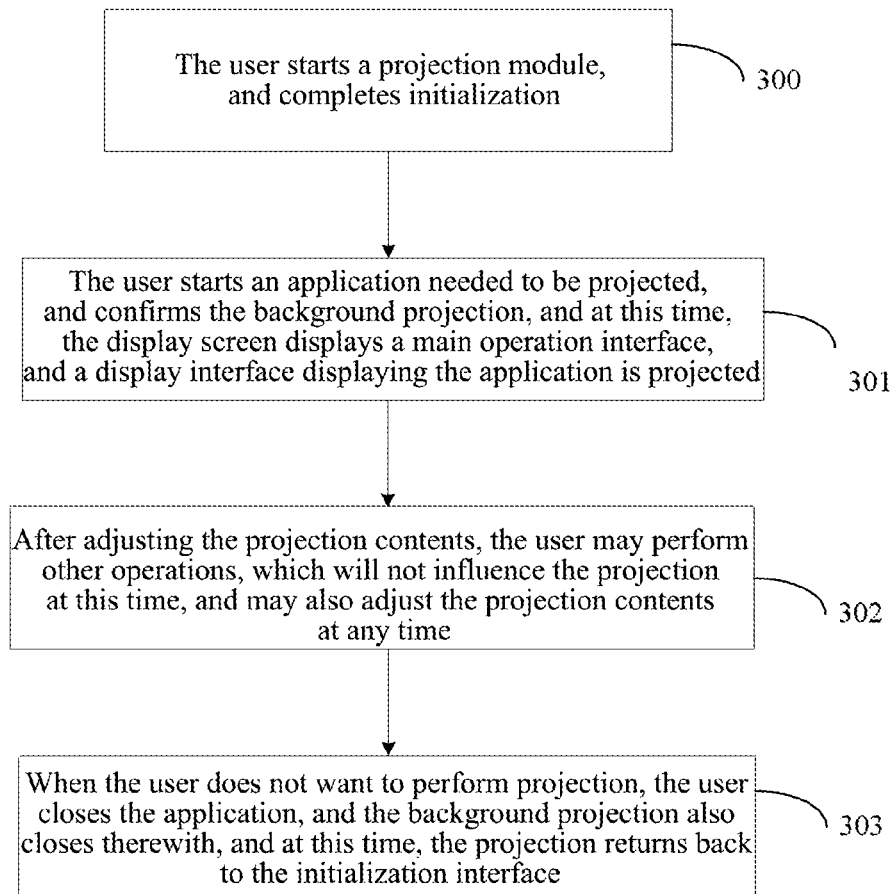 The user starts a projection module,
and completes initialization
300
The user starts an application needed to be projected,
and confirms the background projection, and at this time,
the display screen displays a main operation interface,
and a display interface displaying the application is projected
301
After adjusting the projection contents, the user may perform
other operations, which will not influence the projection
at this time, and may also adjust the projection contents
at any time
302
When the user does not want to perform projection, the user
closes the application, and the background projection also
closes therewith, and at this time, the projection returns back
to the initialization interface
303